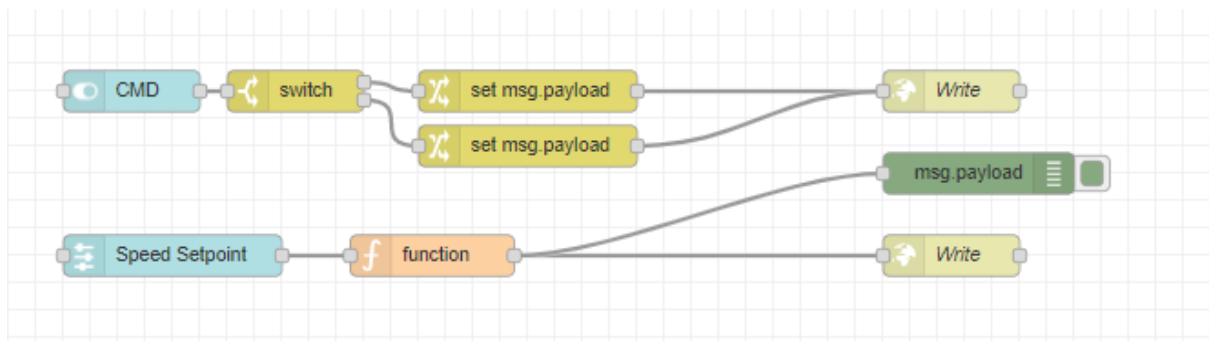 CMD
switch
set msg.payload
Write
set msg.payload
msg.payload
Speed Setpoint
function
Write